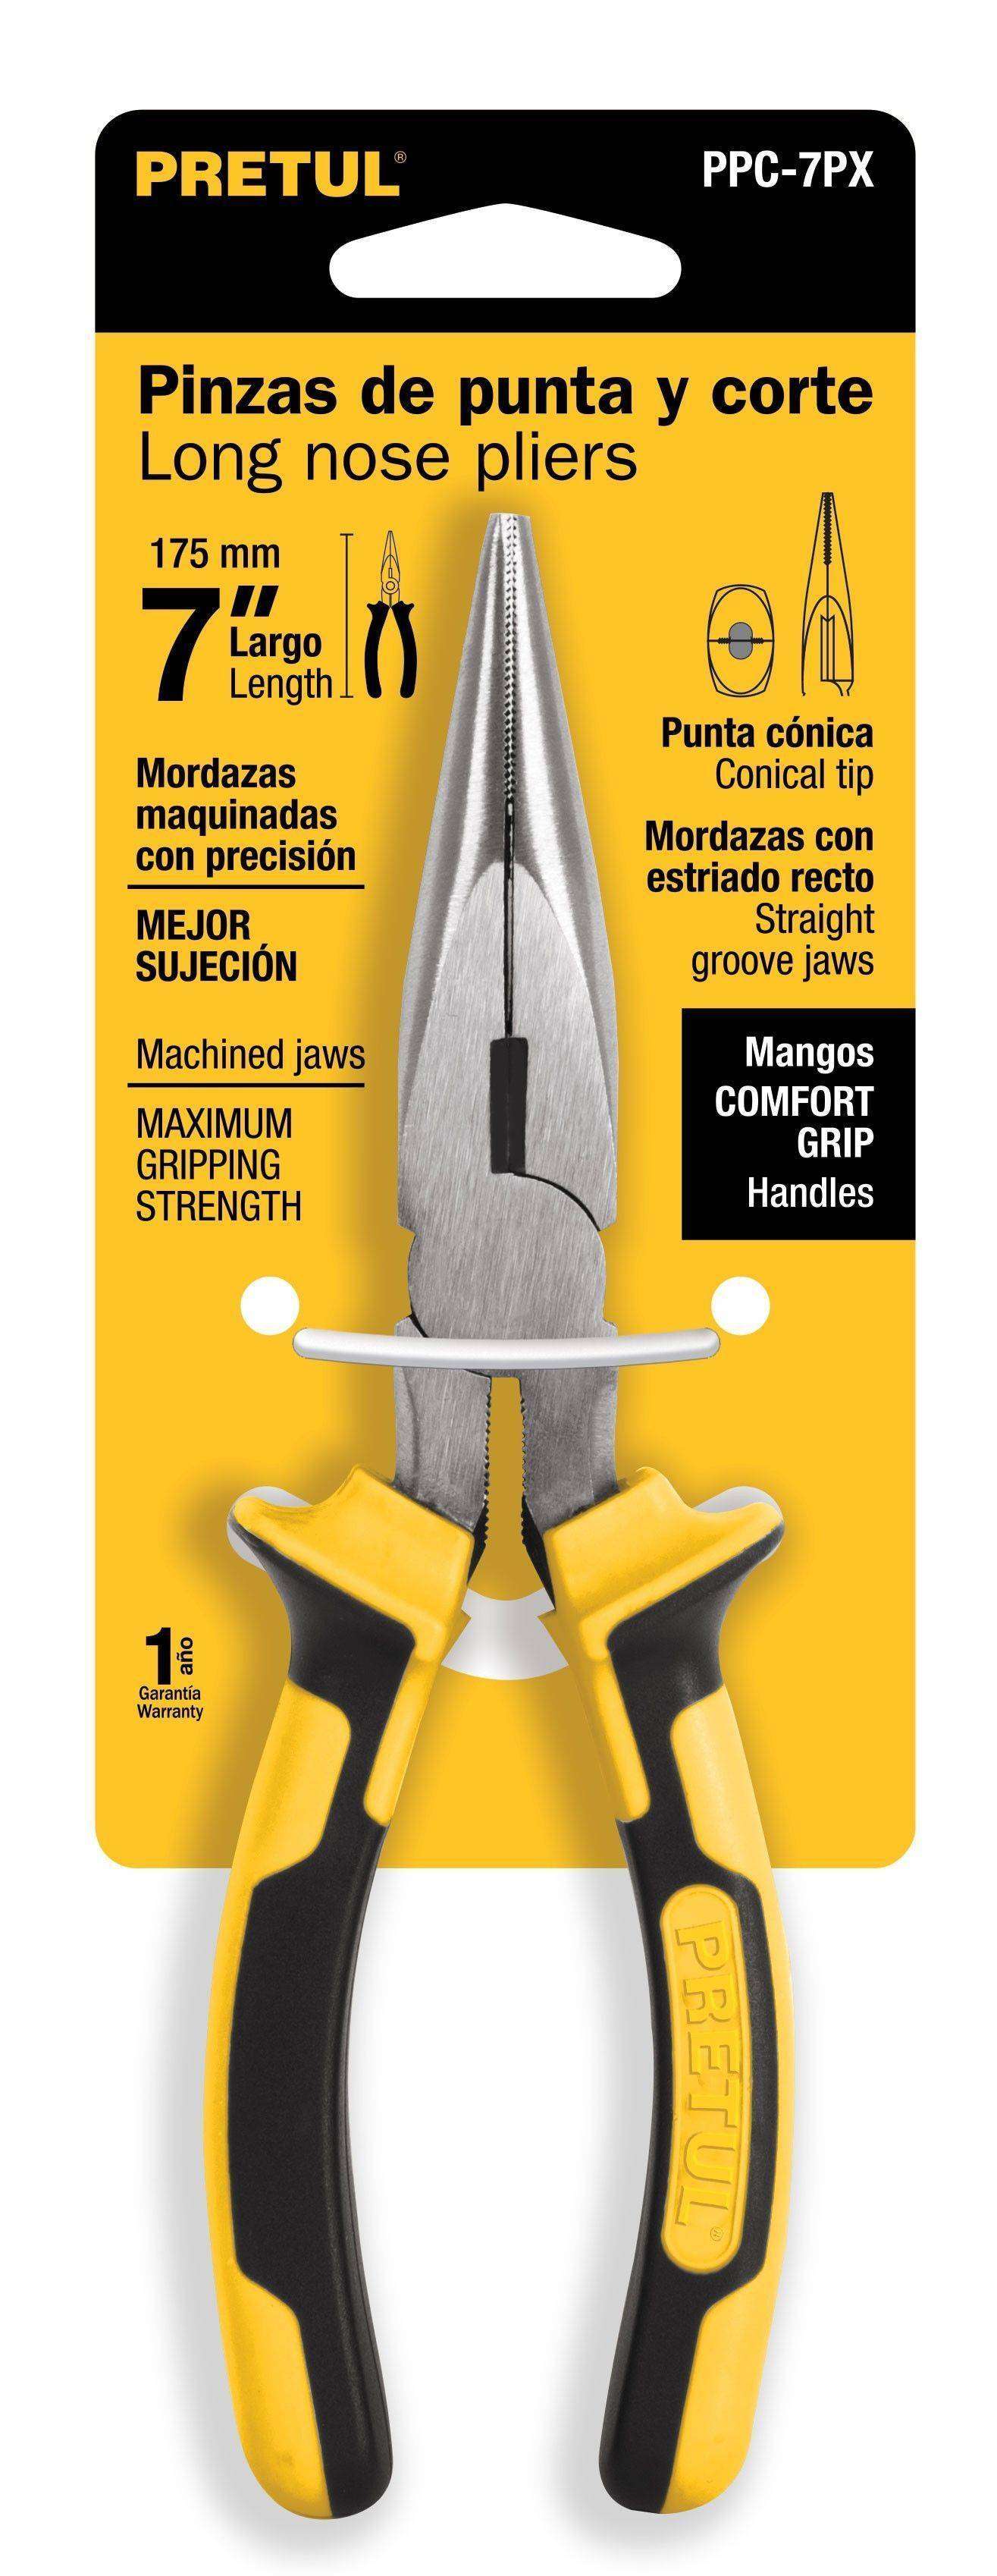 PRETUL®
PPC-7PX
Pinzas de punta y corte
Long nose pliers
175 mm
7"
Largo
Length
Mordazas
maquinadas
con precisión
MEJOR
SUJECIÓN
Machined jaws
MAXIMUM
GRIPPING
STRENGTH
Punta cónica
Conical tip
Mordazas con
estriado recto
Straight
groove jaws
Mangos
COMFORT
GRIP
Handles
1 año
Garantía
Warranty
PRETUL®